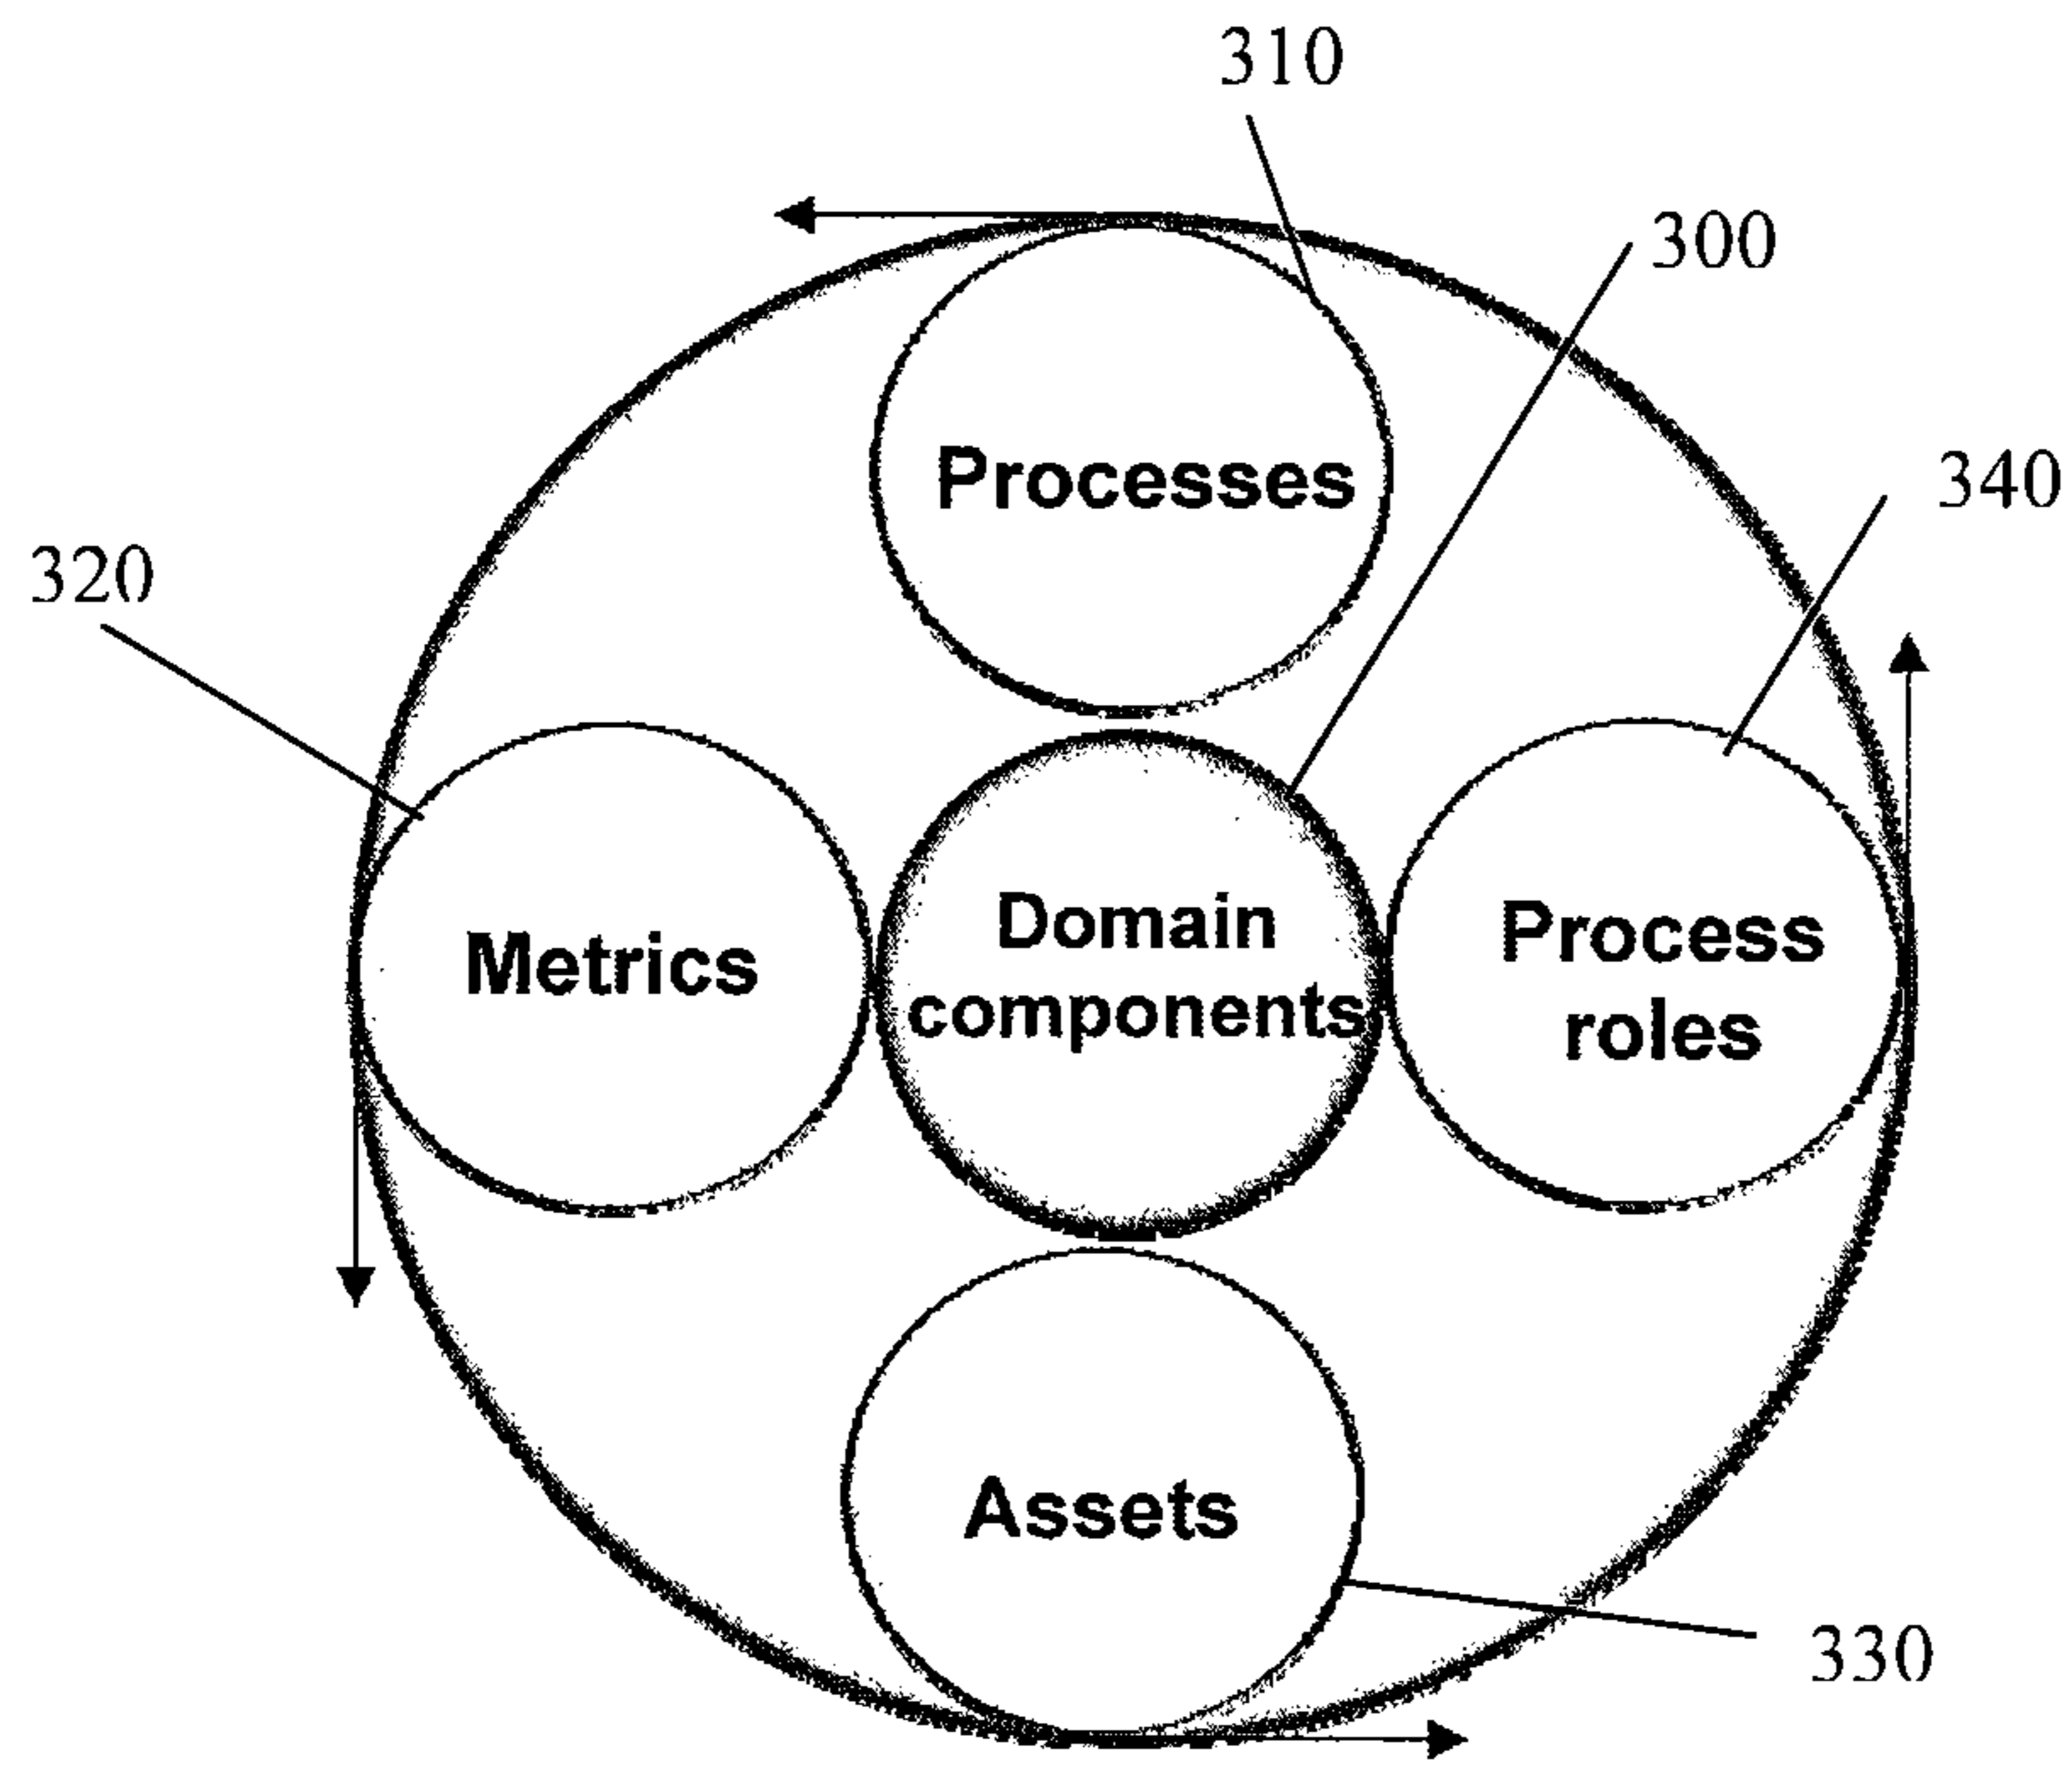 310
300
340
Processes
320
Metrics
Domain
components
Process
roles
Assets
330